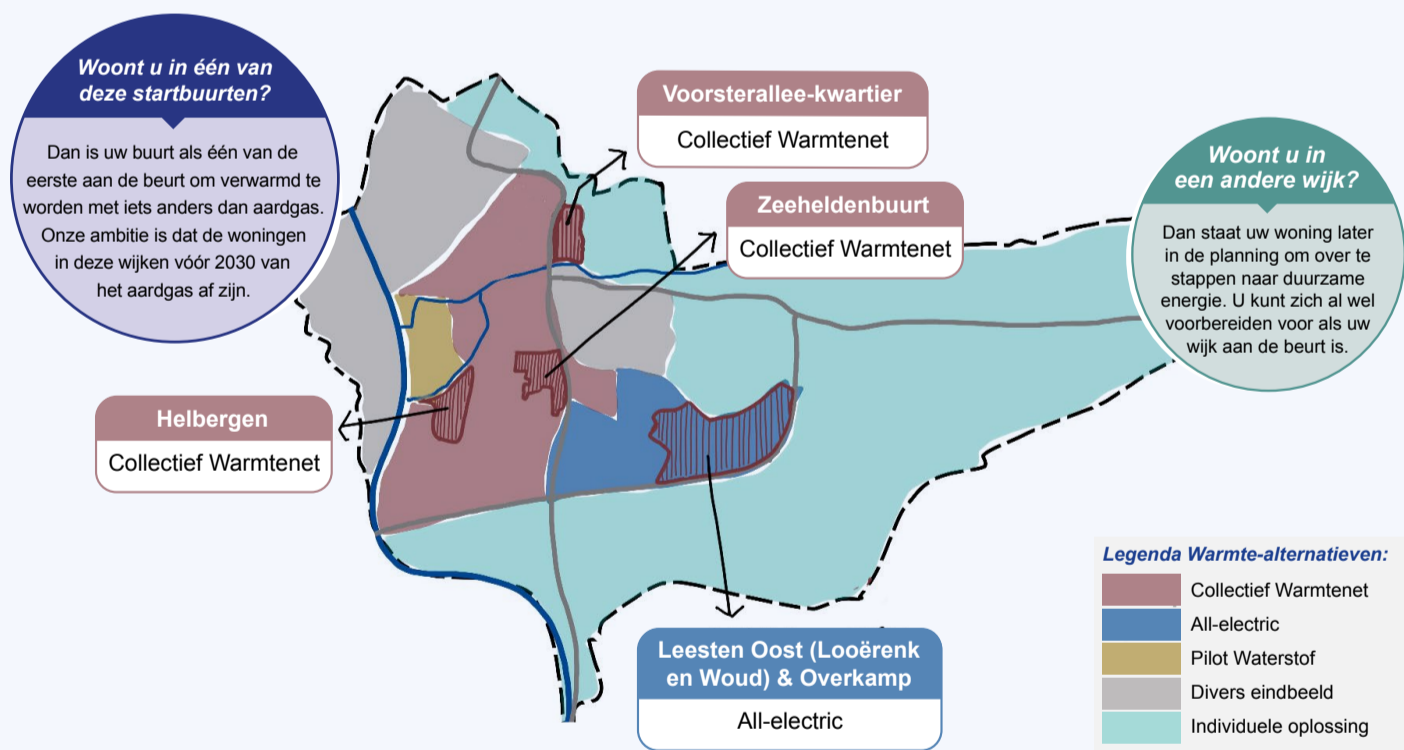 Woont u in één van
deze startbuurten?
Dan is uw buurt als één van de
eerste aan de beurt om verwarmd te
worden met iets anders dan aardgas.
Onze ambitie is dat de woningen
in deze wijken vóór 2030 van
het aardgas af zijn.
Voorsterallee-kwartier
Collectief Warmtenet
Zeeheldenbuurt
Collectief Warmtenet
Woont u in
een andere wijk?
Dan staat uw woning later
in de planning om over te
stappen naar duurzame
energie. U kunt zich al wel
voorbereiden voor als uw
wijk aan de beurt is.
Helbergen
Collectief Warmtenet
Leesten Oost (Looërenk
en Woud) & Overkamp
All-electric
Legenda Warmte-alternatieven:
Collectief Warmtenet
All-electric
Pilot Waterstof
Divers eindbeeld
Individuele oplossing